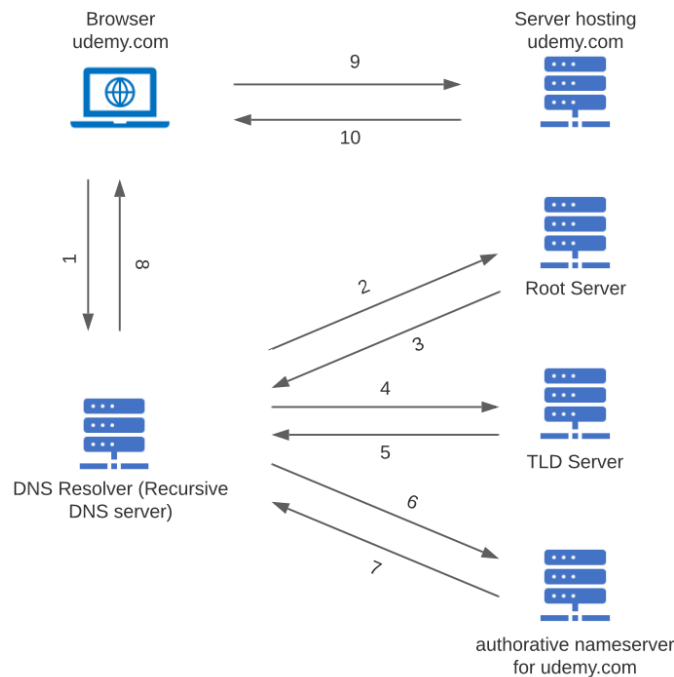 Browser
udemy.com
Server hosting
udemy.com
9
10
1
8
2
Root Server
3
4
5
TLD Server
DNS Resolver (Recursive
DNS server)
6
7
authorative nameserver
for udemy.com